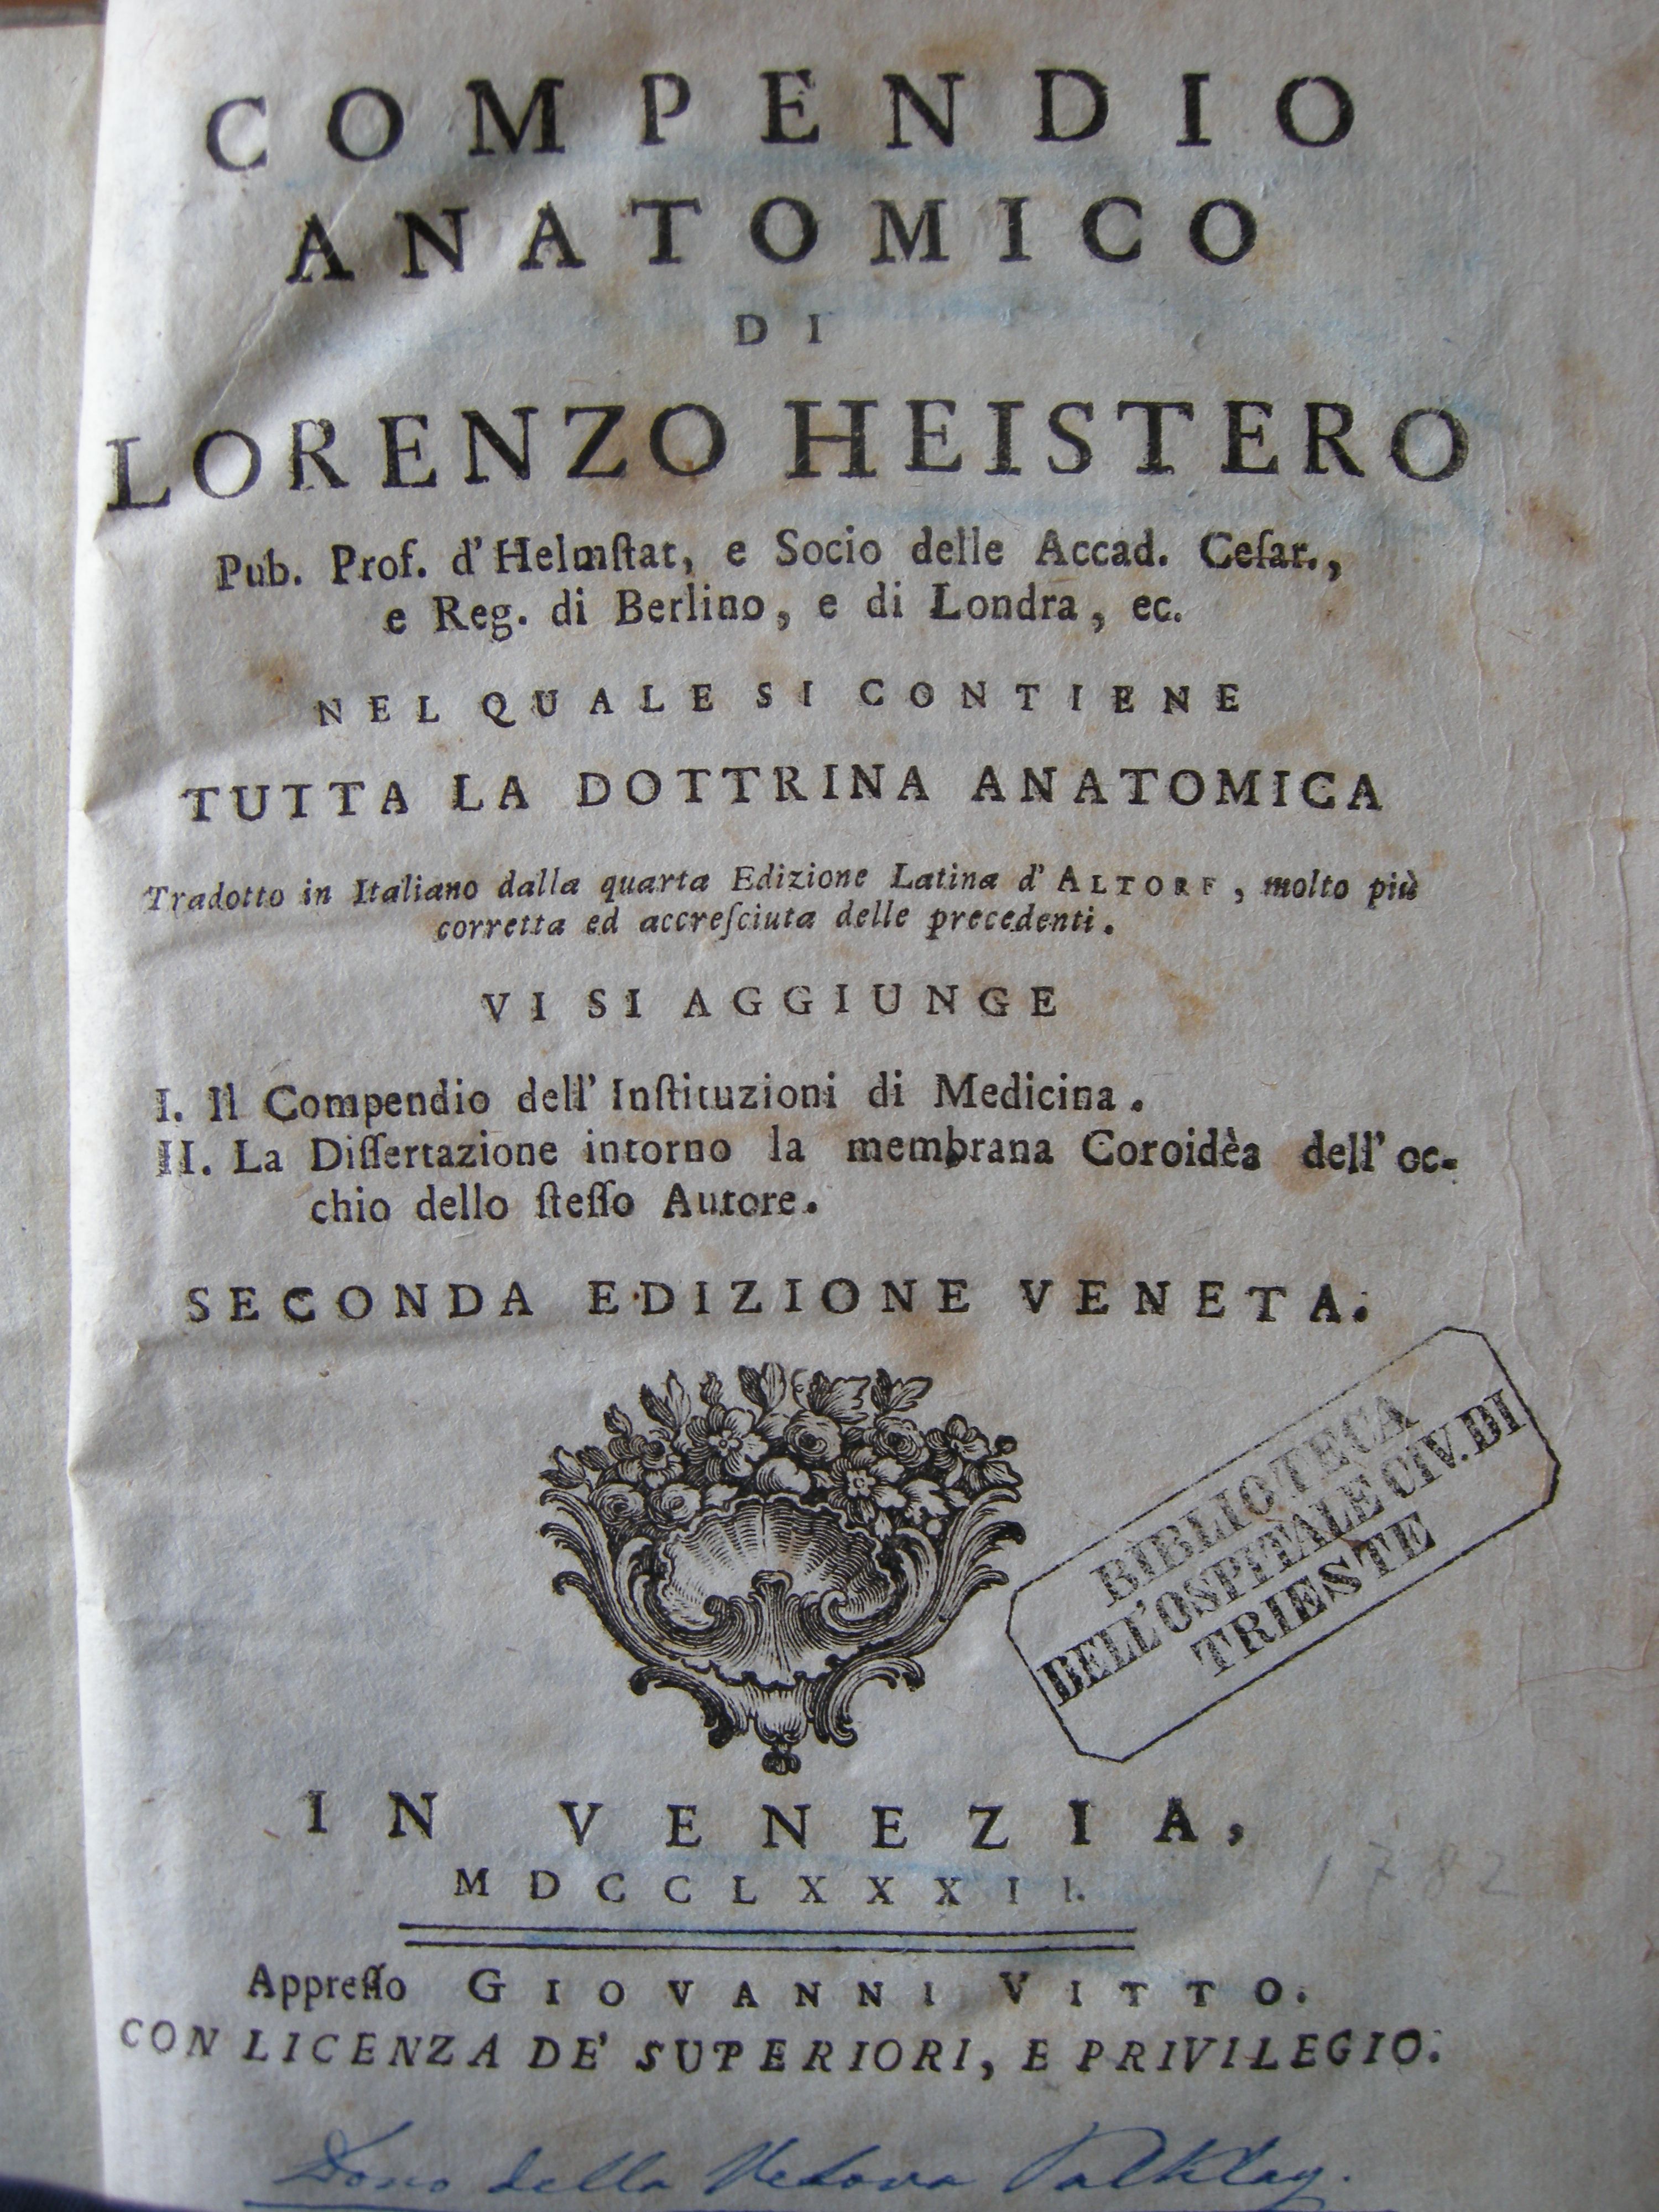 COMPENDIO
ANATOMICO
DI
LORENZO HEISTERO
Pub. Prof. d'Helmſtat, e Socio delle Accad. Ceſar.,
e Reg. di Berlino, e di Londra, ec.
NEL QUALE SI CONTIENE
TUTTA LA DOTTRINA ANATOMICA
Tradotto in Italiano dalla quarta Edizione Latina d'ALTORF, molto più
corretta ed accreſciuta delle precedenti.
VI SI AGGIUNGE
I. Il Compendio dell'Inſtituzioni di Medicina.
II. La Diſſertazione intorno la membrana Coroidèa dell'oc-
chio dello ſteſſo Autore.
SECONDA EDIZIONE VENETA.
BIBLIOTECA
DELL'OSPITALE CIV. DI
TRIESTE
IN VENEZIA,
MDCCLXXXII.
1782
Appreſſo GIOVANNI VITTO.
CON LICENZA DE' SUPERIORI, E PRIVILEGIO.
Dono della Vedova